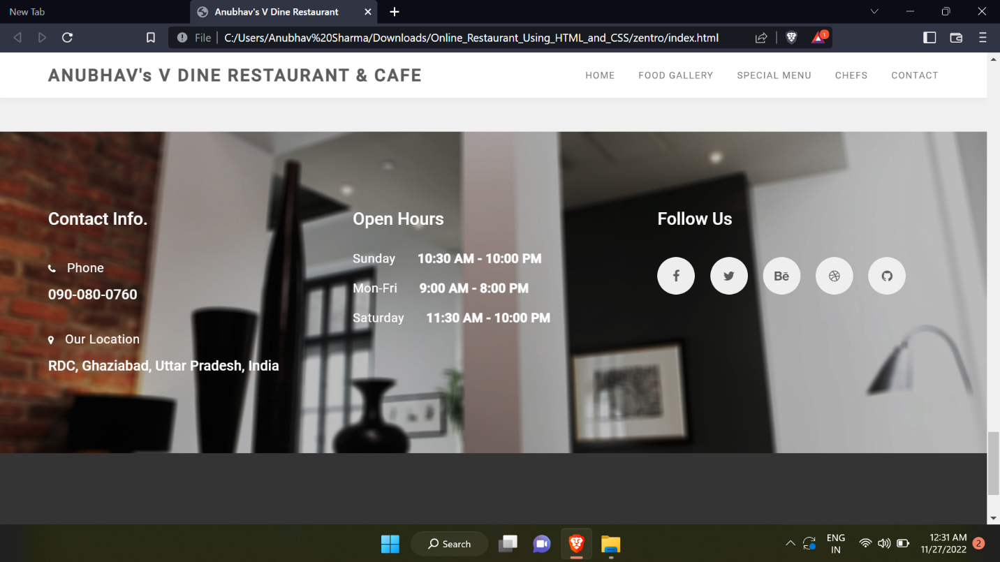 New Tab
Anubhav's V Dine Restaurant
File | C:/Users/Anubhav%20Sharma/Downloads/Online_Restaurant_Using_HTML_and_CSS/zentro/index.html
1
ANUBHAV's V DINE RESTAURANT & CAFE
HOME FOOD GALLERY SPECIAL MENU CHEFS CONTACT
Contact Info.
Phone
090-080-0760
Our Location
RDC, Ghaziabad, Uttar Pradesh, India
Open Hours
Sunday 10:30 AM - 10:00 PM
Mon-Fri 9:00 AM - 8:00 PM
Saturday 11:30 AM - 10:00 PM
Follow Us
Bē
Search
ENG
IN
12:31 AM
11/27/2022
2